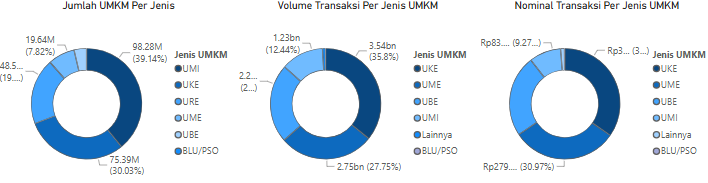 Jumlah UMKM Per Jenis
19.64M
(7.82%)
98.28M
(39.14%)
48.5...
(19....)
75.39M
(30.03%)
Jenis UMKM
UMI
UKE
URE
UME
UBE
BLU/PSO
Volume Transaksi Per Jenis UMKM
1.23bn
(12.44%)
3.54bn
(35.8%)
2.2...
(2...)
2.75bn (27.75%)
Jenis UMKM
UKE
UME
UBE
UMI
Lainnya
BLU/PSO
Nominal Transaksi Per Jenis UMKM
Rp83.... (9.27...)
Rp3... (3...)
Rp279.... (30.97%)
Jenis UMKM
UKE
UME
UBE
UMI
Lainnya
BLU/PSO